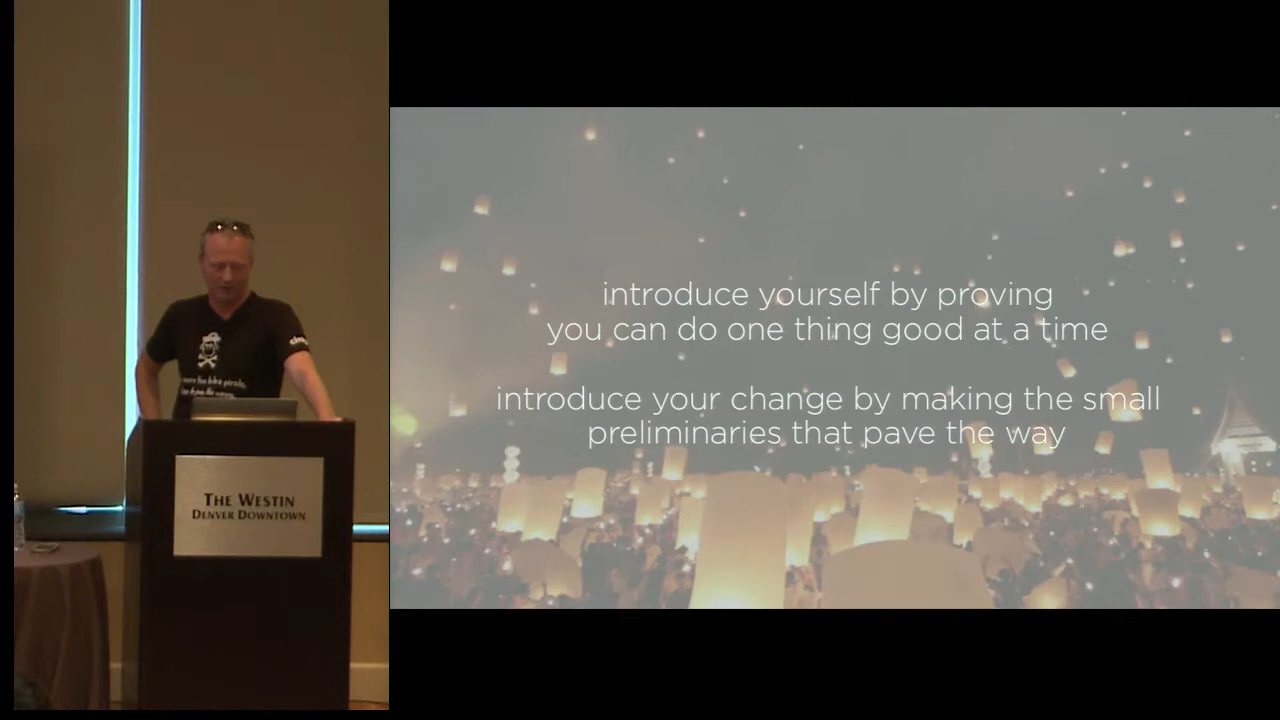 introduce yourself by proving
you can do one thing good at a time
introduce your change by making the small
preliminaries that pave the way
THE WESTIN
DENVER DOWNTOWN